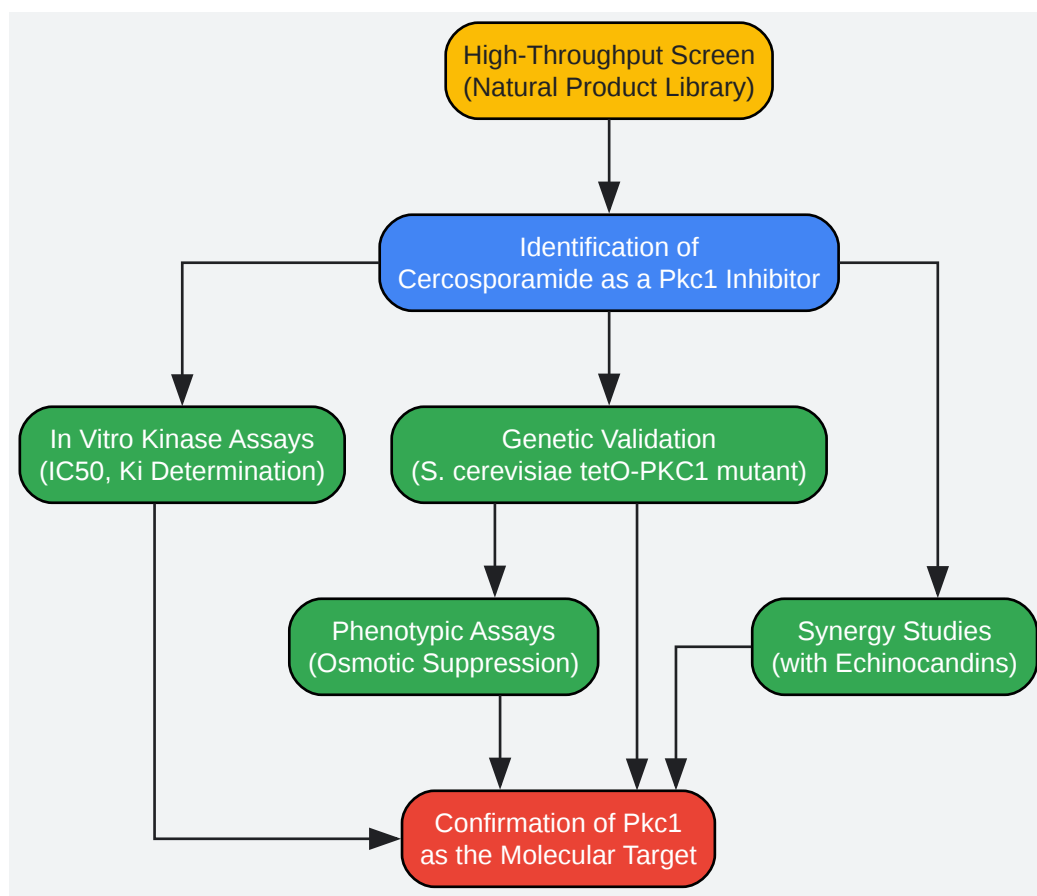 High-Throughput Screen
(Natural Product Library)
Identification of
Cercosporamide as a Pkc1 Inhibitor
In Vitro Kinase Assays
(IC50, Ki Determination)
Genetic Validation
(S. cerevisiae tetO-PKC1 mutant)
Phenotypic Assays
(Osmotic Suppression)
Synergy Studies
(with Echinocandins)
Confirmation of Pkc1
as the Molecular Target